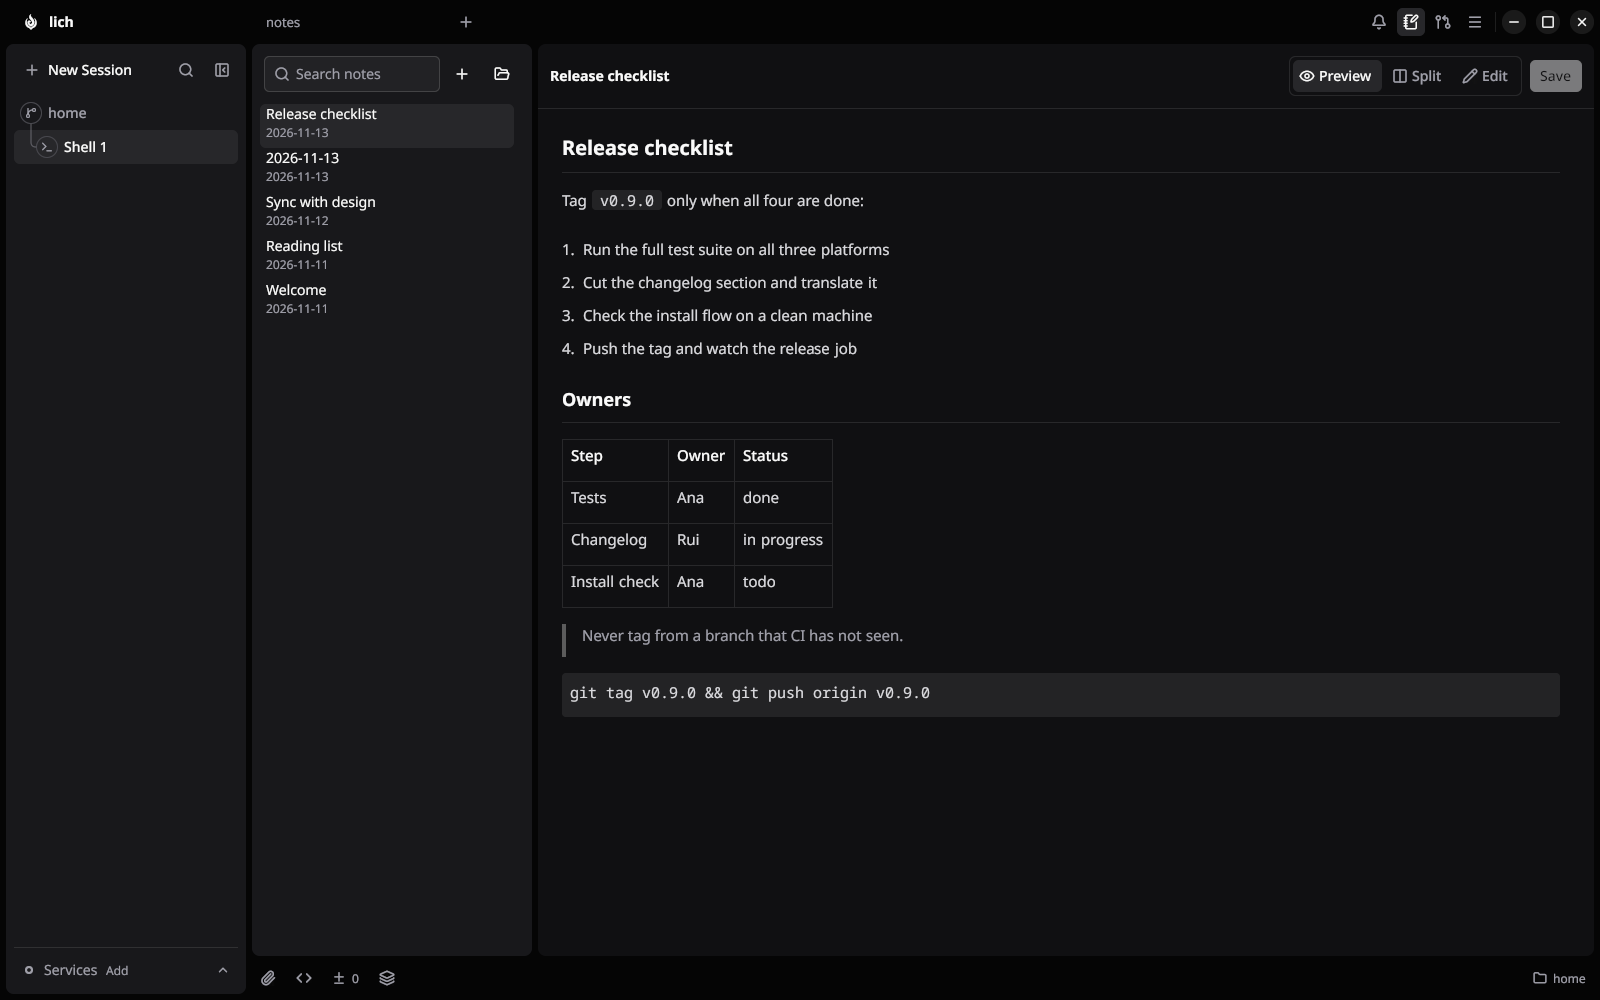 lich
notes
New Session
home
Shell 1
Services Add
Search notes
Release checklist
2026-11-13
2026-11-13
2026-11-13
Sync with design
2026-11-12
Reading list
2026-11-11
Welcome
2026-11-11
Release checklist
Preview Split Edit Save
Release checklist
Tag v0.9.0 only when all four are done:
1. Run the full test suite on all three platforms
2. Cut the changelog section and translate it
3. Check the install flow on a clean machine
4. Push the tag and watch the release job
Owners
Step Owner Status
Tests Ana done
Changelog Rui in progress
Install check Ana todo
Never tag from a branch that CI has not seen.
git tag v0.9.0 && git push origin v0.9.0
± 0
home